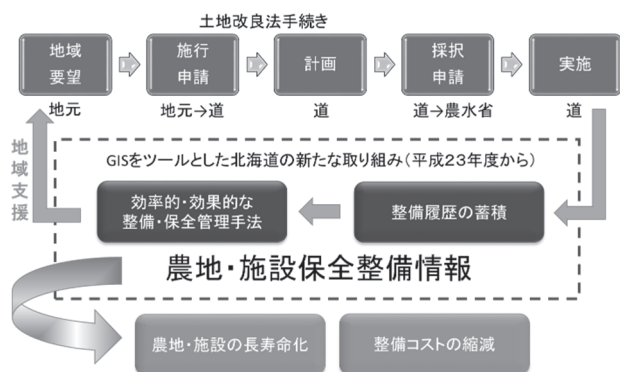 土地改良法手続き
地域
要望
施行
申請
計画
採択
申請
実施
地元
地元→道
道
道→農水省
道
地域支援
GISをツールとした北海道の新たな取り組み(平成23年度から)
効率的・効果的な
整備・保全管理手法
整備履歴の蓄積
農地・施設保全整備情報
農地・施設の長寿命化
整備コストの縮減